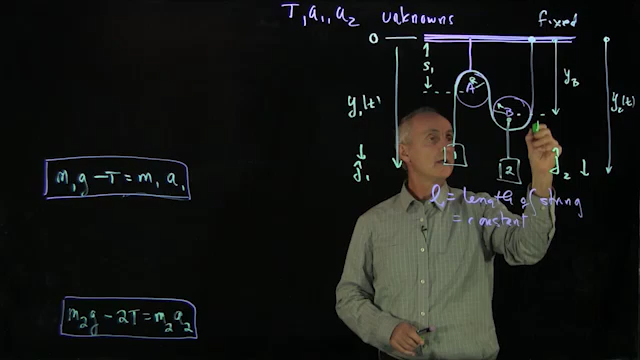 T, a₁, a₂ unknowns
fixed
0
s₁
A
y_B
y₁(t)
B
y₂(t)
1
2
ĵ₁
ĵ₂
l = length of string
= constant
m₁g - T = m₁a₁
m₂g - 2T = m₂a₂